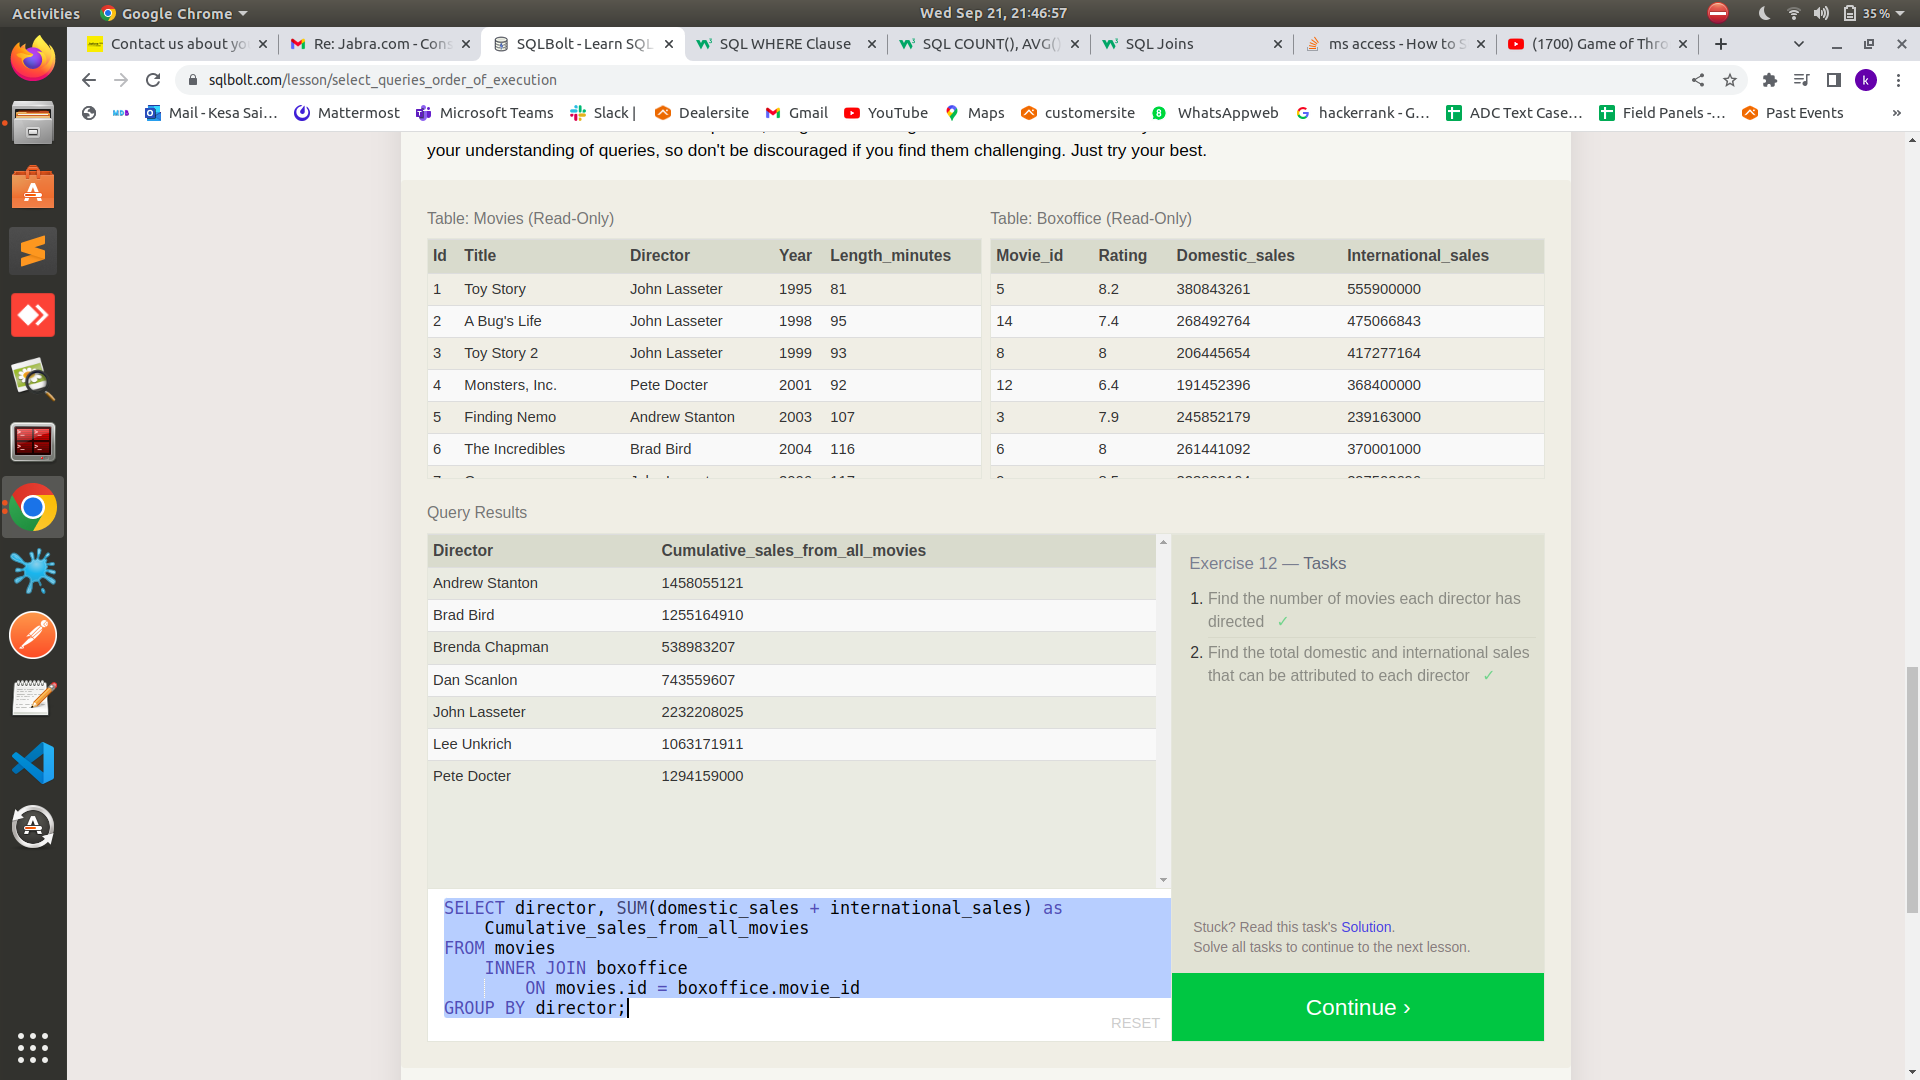 Activities Google Chrome Wed Sep 21, 21:46:57 35 %
Contact us about yo Re: Jabra.com - Cons SQLBolt - Learn SQL SQL WHERE Clause SQL COUNT(), AVG() SQL Joins ms access - How to S (1700) Game of Thro
sqlbolt.com/lesson/select_queries_order_of_execution k
MDB Mail - Kesa Sai... Mattermost Microsoft Teams Slack | Dealersite Gmail YouTube Maps customersite WhatsAppweb hackerrank - G... ADC Text Case... Field Panels -... Past Events »
your understanding of queries, so don't be discouraged if you find them challenging. Just try your best.
Table: Movies (Read-Only) Table: Boxoffice (Read-Only)
Id Title Director Year Length_minutes Movie_id Rating Domestic_sales International_sales
1 Toy Story John Lasseter 1995 81 5 8.2 380843261 555900000
2 A Bug's Life John Lasseter 1998 95 14 7.4 268492764 475066843
3 Toy Story 2 John Lasseter 1999 93 8 8 206445654 417277164
4 Monsters, Inc. Pete Docter 2001 92 12 6.4 191452396 368400000
5 Finding Nemo Andrew Stanton 2003 107 3 7.9 245852179 239163000
6 The Incredibles Brad Bird 2004 116 6 8 261441092 370001000
Query Results
Director Cumulative_sales_from_all_movies
Andrew Stanton 1458055121
Brad Bird 1255164910
Brenda Chapman 538983207
Dan Scanlon 743559607
John Lasseter 2232208025
Lee Unkrich 1063171911
Pete Docter 1294159000
Exercise 12 — Tasks
1. Find the number of movies each director has
directed ✓
2. Find the total domestic and international sales
that can be attributed to each director ✓
SELECT director, SUM(domestic_sales + international_sales) as
Cumulative_sales_from_all_movies
FROM movies
INNER JOIN boxoffice
ON movies.id = boxoffice.movie_id
GROUP BY director;
RESET
Stuck? Read this task's Solution.
Solve all tasks to continue to the next lesson.
Continue ›